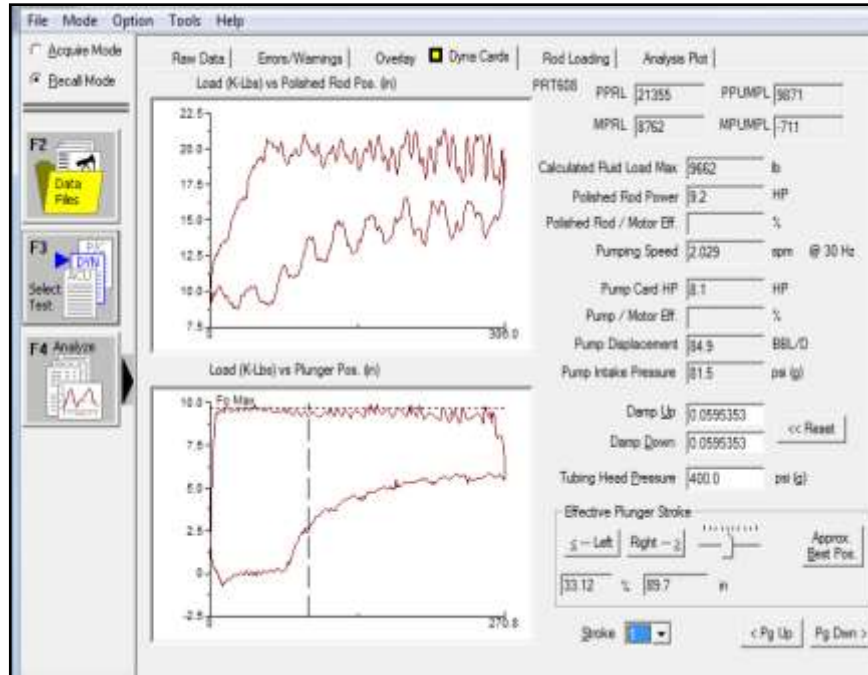 File Mode Option Tools Help
Acquire Mode
Recall Mode
F2
Data
Files
F3
DYN
Select
Test
F4 Analyze
Raw Data Errors/Warnings Overlay Dyna Cards Rod Loading Analysis Plot
Load (K-Lbs) vs Polished Rod Pos. (in)
22.5
20.0
17.5
15.0
12.5
10.0
7.5
0
Load (K-Lbs) vs Plunger Pos. (in)
10.0
Fo Max
7.5
5.0
2.5
0
-2.5
0
270.8
PRT608 PPRL 21355 PPUMPL 9871
MPRL 8762 MPUMPL -711
Calculated Fluid Load Max 9662 lb
Polished Rod Power 9.2 HP
Polished Rod / Motor Eff. %
Pumping Speed 2.029 spm @ 30 Hz
Pump Card HP 8.1 HP
Pump / Motor Eff. %
Pump Displacement 84.9 BBL/D
Pump Intake Pressure 81.5 psi (g)
Damp Up 0.0595353
<< Reset
Damp Down 0.0595353
Tubing Head Pressure 400.0 psi (g)
Effective Plunger Stroke
<-- Left Right --> Approx. Best Pos.
33.12 % 89.7 in
Stroke 1 < Pg Up Pg Dwn >